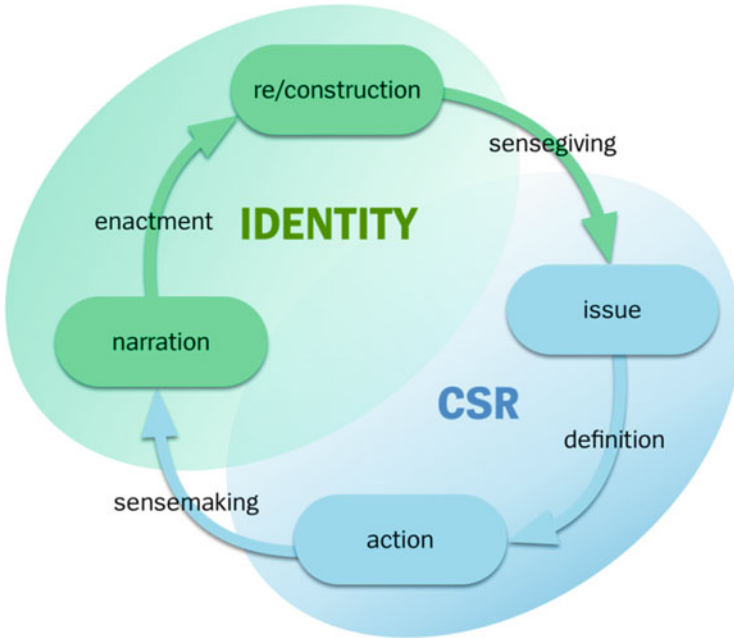 re/construction
sensegiving
enactment
IDENTITY
issue
narration
CSR
definition
sensemaking
action